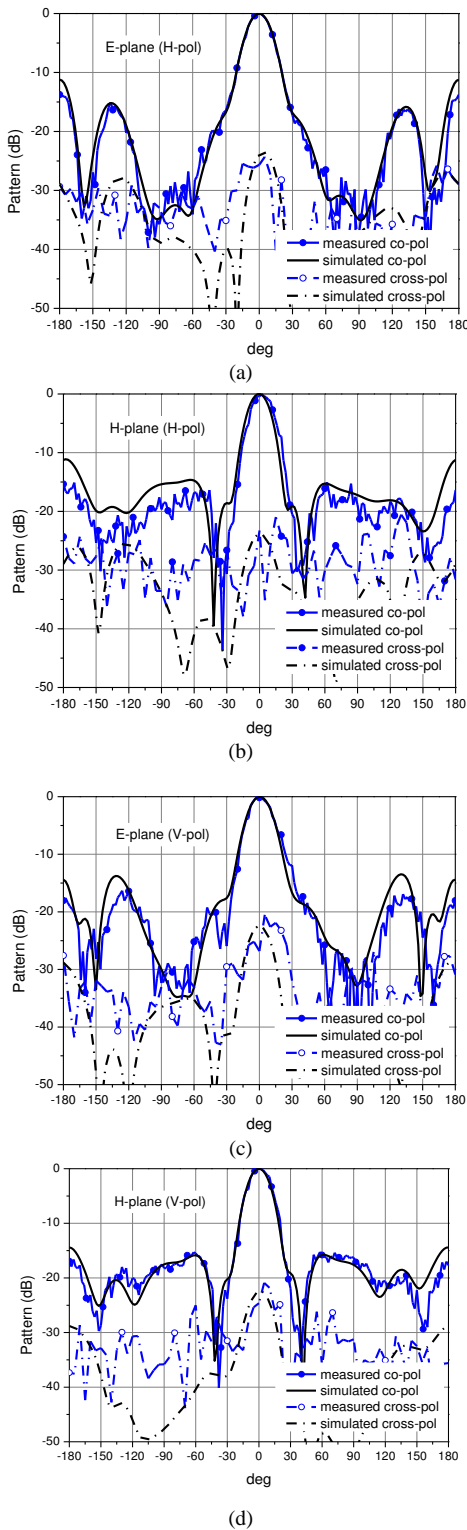 0
-10
-20
-30
-40
-50
Pattern (dB)
E-plane (H-pol)
measured co-pol
simulated co-pol
measured cross-pol
simulated cross-pol
-180 -150 -120 -90 -60 -30 0 30 60 90 120 150 180
deg
(a)
0
-10
-20
-30
-40
-50
Pattern (dB)
H-plane (H-pol)
measured co-pol
simulated co-pol
measured cross-pol
simulated cross-pol
-180 -150 -120 -90 -60 -30 0 30 60 90 120 150 180
deg
(b)
0
-10
-20
-30
-40
-50
Pattern (dB)
E-plane (V-pol)
measured co-pol
simulated co-pol
measured cross-pol
simulated cross-pol
-180 -150 -120 -90 -60 -30 0 30 60 90 120 150 180
deg
(c)
0
-10
-20
-30
-40
-50
Pattern (dB)
H-plane (V-pol)
measured co-pol
simulated co-pol
measured cross-pol
simulated cross-pol
-180 -150 -120 -90 -60 -30 0 30 60 90 120 150 180
deg
(d)